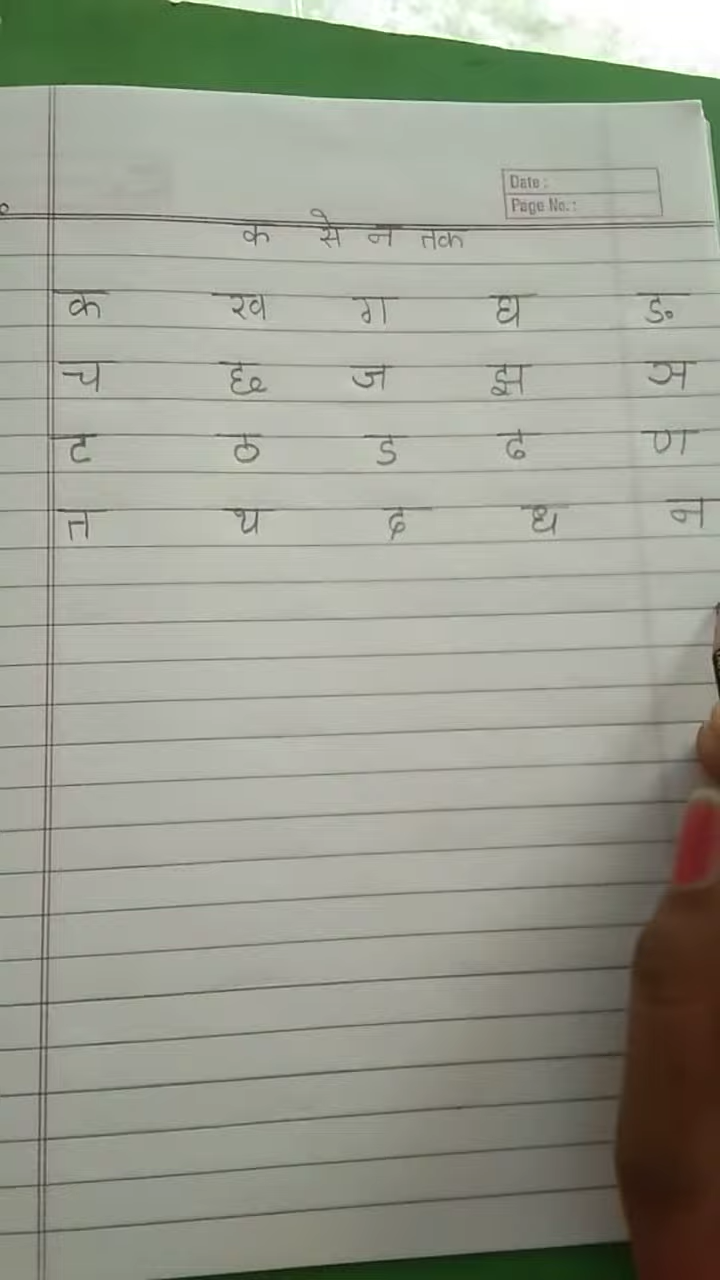 Date :
Page No. :
क से न तक
क ख ग घ ङ
च छ ज झ ञ
ट ठ ड ढ ण
त थ द ध न